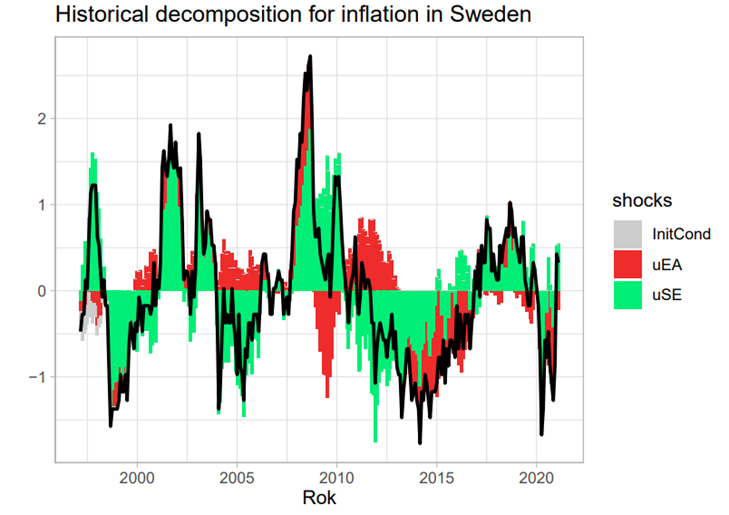 Historical decomposition for inflation in Sweden
2
1
0
−1
2000 2005 2010 2015 2020
Rok
shocks
InitCond
uEA
uSE